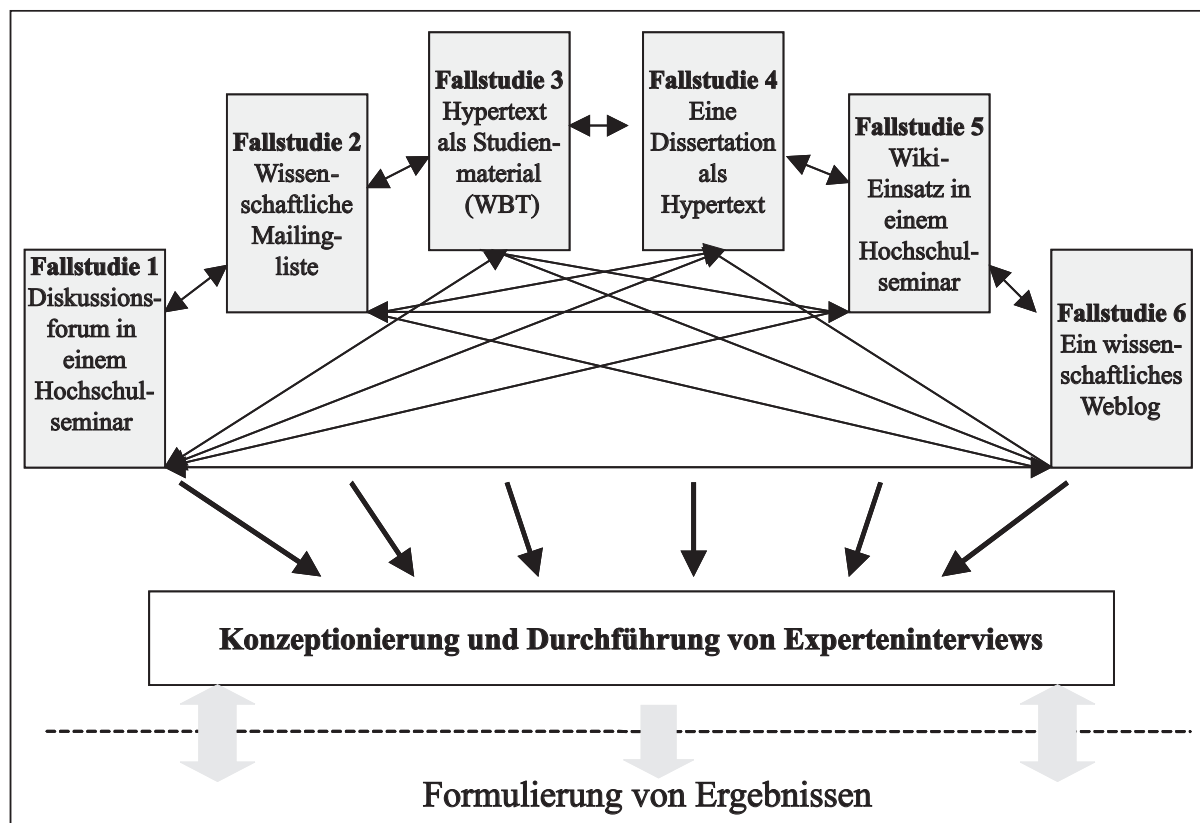 Fallstudie 1
Diskussions-
forum in
einem
Hochschul-
seminar
Fallstudie 2
Wissen-
schaftliche
Mailing-
liste
Fallstudie 3
Hypertext
als Studien-
material
(WBT)
Fallstudie 4
Eine
Dissertation
als
Hypertext
Fallstudie 5
Wiki-
Einsatz in
einem
Hochschul-
seminar
Fallstudie 6
Ein wissen-
schaftliches
Weblog
Konzeptionierung und Durchführung von Experteninterviews
Formulierung von Ergebnissen